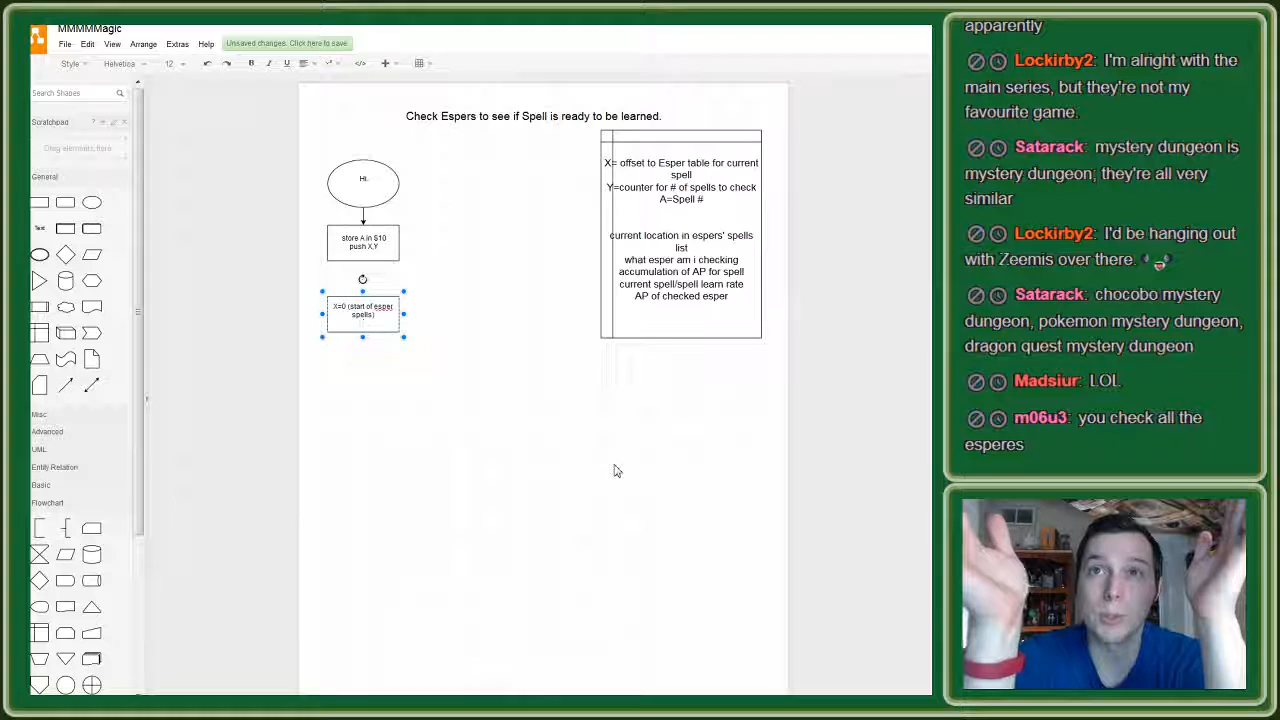 MMMMMagic
File Edit View Arrange Extras Help Unsaved changes. Click here to save
Style Helvetica 12 B I U A T </>
Search Shapes
Scratchpad ?
Drag elements here
General
Text
Misc
Advanced
UML
Entity Relation
Basic
Flowchart
Check Espers to see if Spell is ready to be learned.
Hi.
store A in $10
push X,Y
X=0 (start of esper
spells)
X= offset to Esper table for current
spell
Y=counter for # of spells to check
A=Spell #
current location in espers' spells
list
what esper am i checking
accumulation of AP for spell
current spell/spell learn rate
AP of checked esper
apparently
Lockirby2: I'm alright with the
main series, but they're not my
favourite game.
Satarack: mystery dungeon is
mystery dungeon, they're all very
similar
Lockirby2: I'd be hanging out
with Zeemis over there.
Satarack: chocobo mystery
dungeon, pokemon mystery dungeon,
dragon quest mystery dungeon
Madsiur: LOL
m06u3: you check all the
esperes